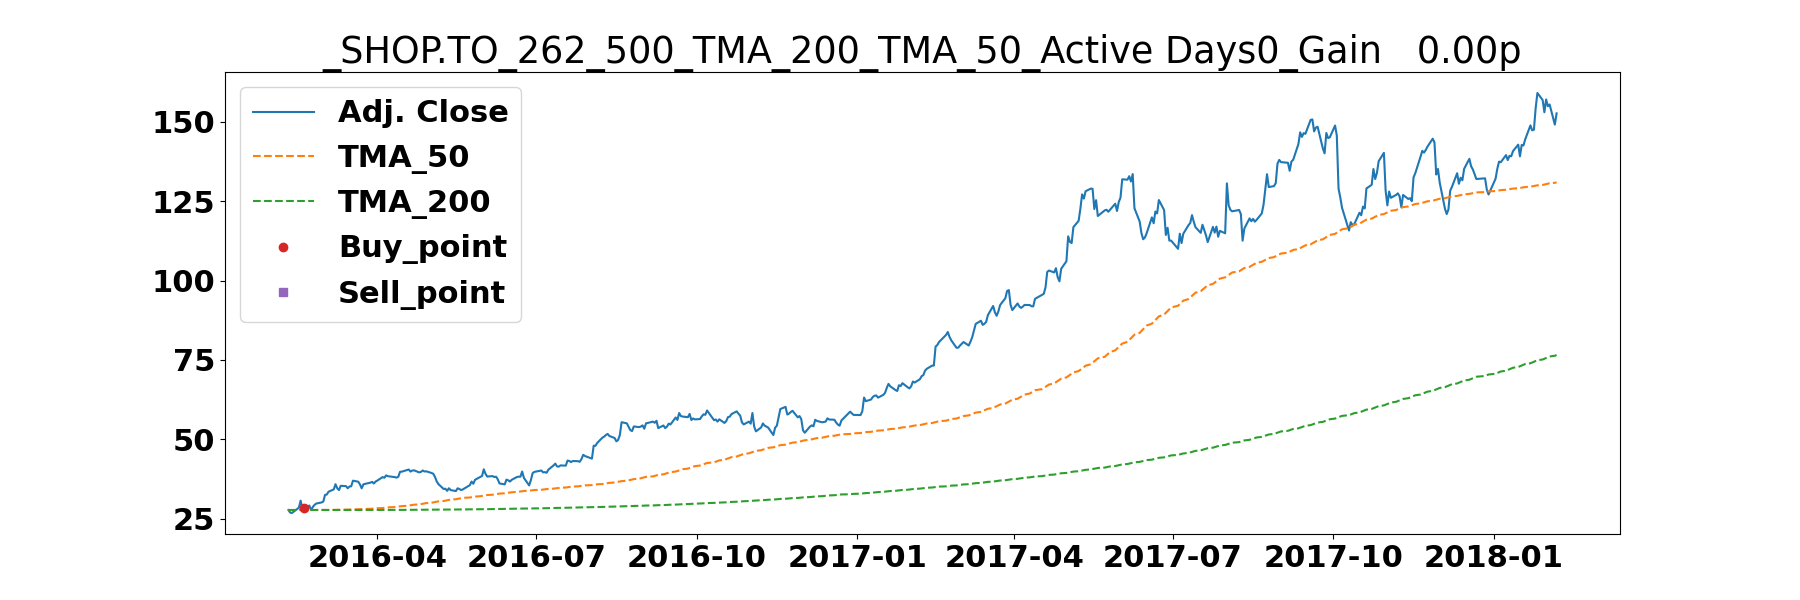 _SHOP.TO_262_500_TMA_200_TMA_50_Active Days0_Gain   0.00p
Adj. Close
TMA_50
TMA_200
Buy_point
Sell_point
150
125
100
75
50
25
2016-04 2016-07 2016-10 2017-01 2017-04 2017-07 2017-10 2018-01